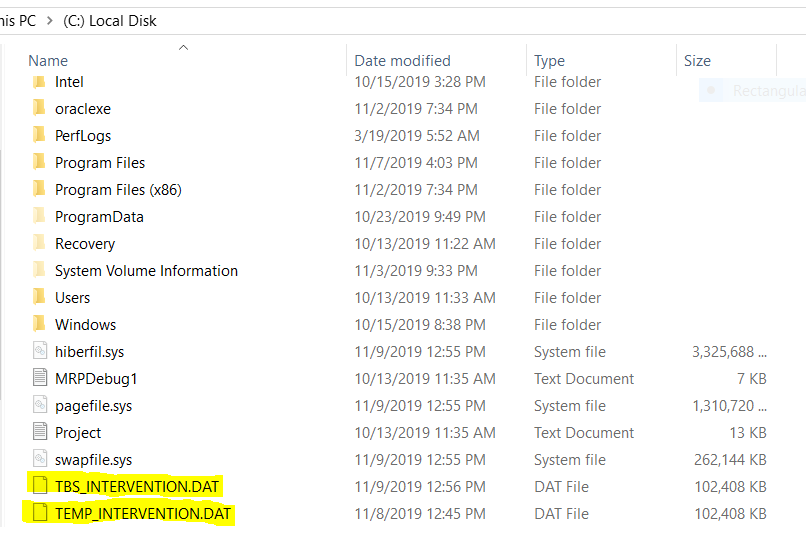 his PC > (C:) Local Disk
Name Date modified Type Size
Intel 10/15/2019 3:28 PM File folder
Rectangula
oraclexe 11/2/2019 7:34 PM File folder
PerfLogs 3/19/2019 5:52 AM File folder
Program Files 11/7/2019 4:03 PM File folder
Program Files (x86) 11/2/2019 7:34 PM File folder
ProgramData 10/23/2019 9:49 PM File folder
Recovery 10/13/2019 11:22 AM File folder
System Volume Information 11/3/2019 9:33 PM File folder
Users 10/13/2019 11:33 AM File folder
Windows 10/15/2019 8:38 PM File folder
hiberfil.sys 11/9/2019 12:55 PM System file 3,325,688 ...
MRPDebug1 10/13/2019 11:35 AM Text Document 7 KB
pagefile.sys 11/9/2019 12:55 PM System file 1,310,720 ...
Project 10/13/2019 11:35 AM Text Document 13 KB
swapfile.sys 11/9/2019 12:55 PM System file 262,144 KB
TBS_INTERVENTION.DAT 11/9/2019 12:56 PM DAT File 102,408 KB
TEMP_INTERVENTION.DAT 11/8/2019 12:45 PM DAT File 102,408 KB